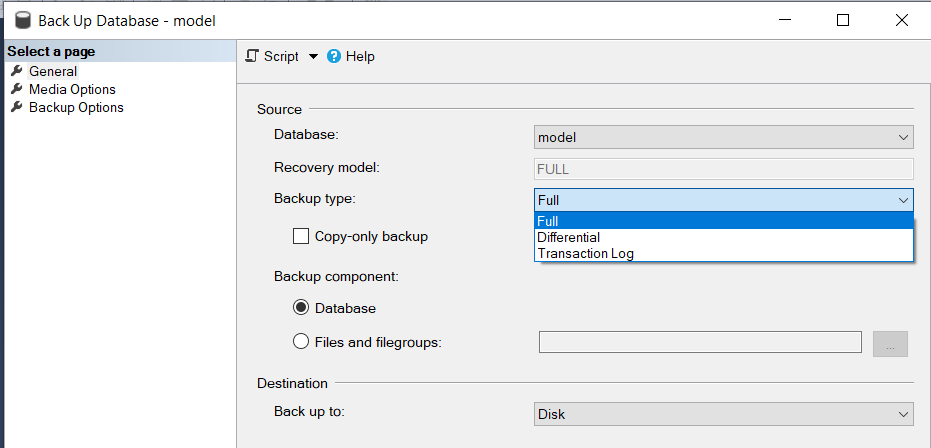 Back Up Database - model
Select a page
General
Media Options
Backup Options
Script
Help
Source
Database:
model
Recovery model:
FULL
Backup type:
Full
Full
Differential
Transaction Log
Copy-only backup
Backup component:
Database
Files and filegroups:
...
Destination
Back up to:
Disk